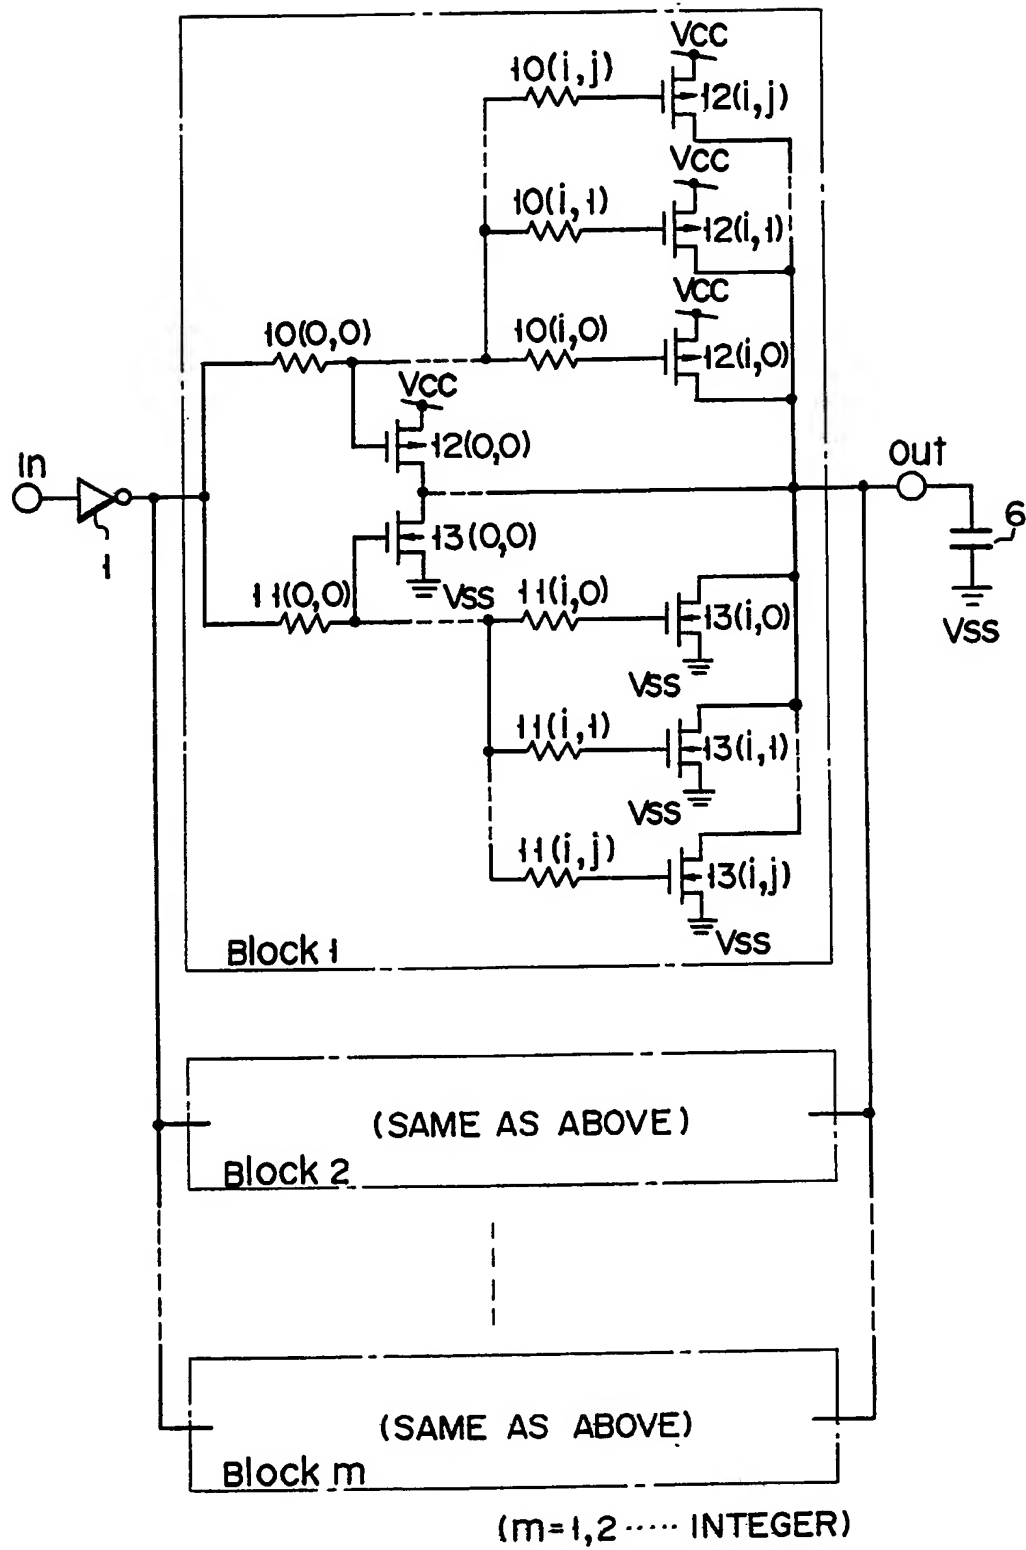 VCC
10(i,j)
12(i,j)
VCC
10(i,1)
12(i,1)
VCC
10(i,0)
12(i,0)
10(0,0)
VCC
12(0,0)
In
1
Out
6
VSS
13(0,0)
VSS
11(0,0)
11(i,0)
13(i,0)
VSS
11(i,1)
13(i,1)
VSS
11(i,j)
13(i,j)
VSS
Block 1
(SAME AS ABOVE)
Block 2
(SAME AS ABOVE)
Block m
(m=1,2 ····· INTEGER)